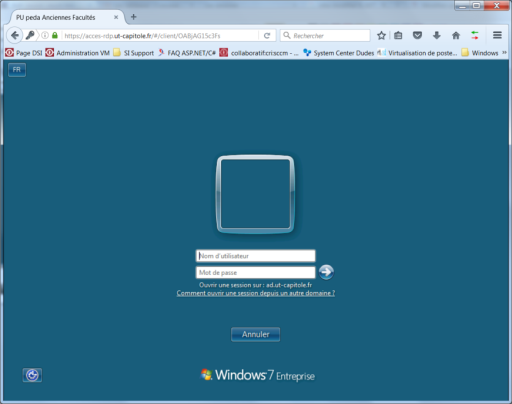 PU peda Anciennes Facultés
https://acces-rdp.ut-capitole.fr/#/client/OABjAG15c3Fs
Rechercher
Page DSI
Administration VM
SI Support
FAQ ASP.NET/C#
collaboratif:cri:sccm - ...
System Center Dudes
Virtualisation de poste...
Windows
FR
Nom d'utilisateur
Mot de passe
Ouvrir une session sur : ad.ut-capitole.fr
Comment ouvrir une session depuis un autre domaine ?
Annuler
Windows 7 Entreprise